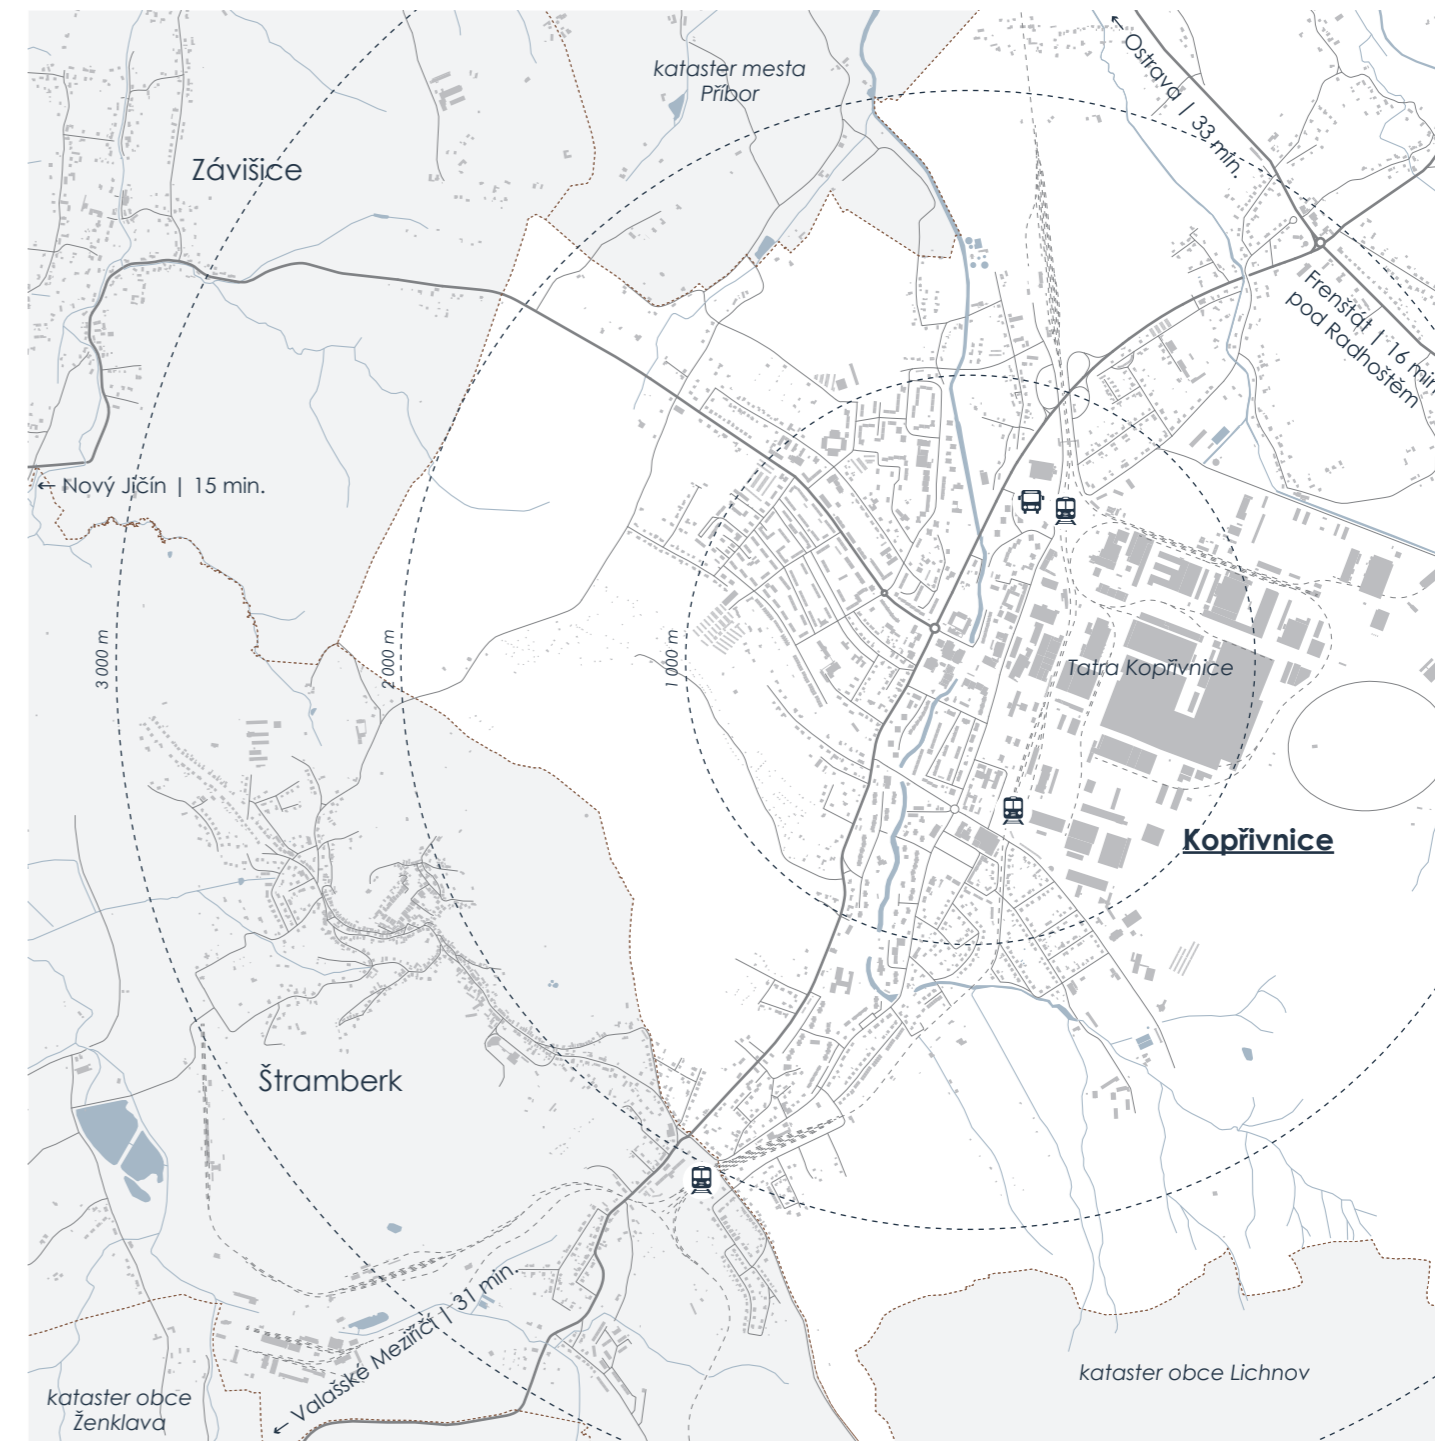 kataster mesta
Příbor
← Ostrava | 33 min.
Závišice
Frenštát | 16 min.
pod Radhoštěm
← Nový Jíčín | 15 min.
3 000 m
2 000 m
1 000 m
Tatra Kopřivnice
Kopřivnice
Štramberk
← Valašské Meziříčí | 31 min.
kataster obce Lichnov
kataster obce
Ženklava